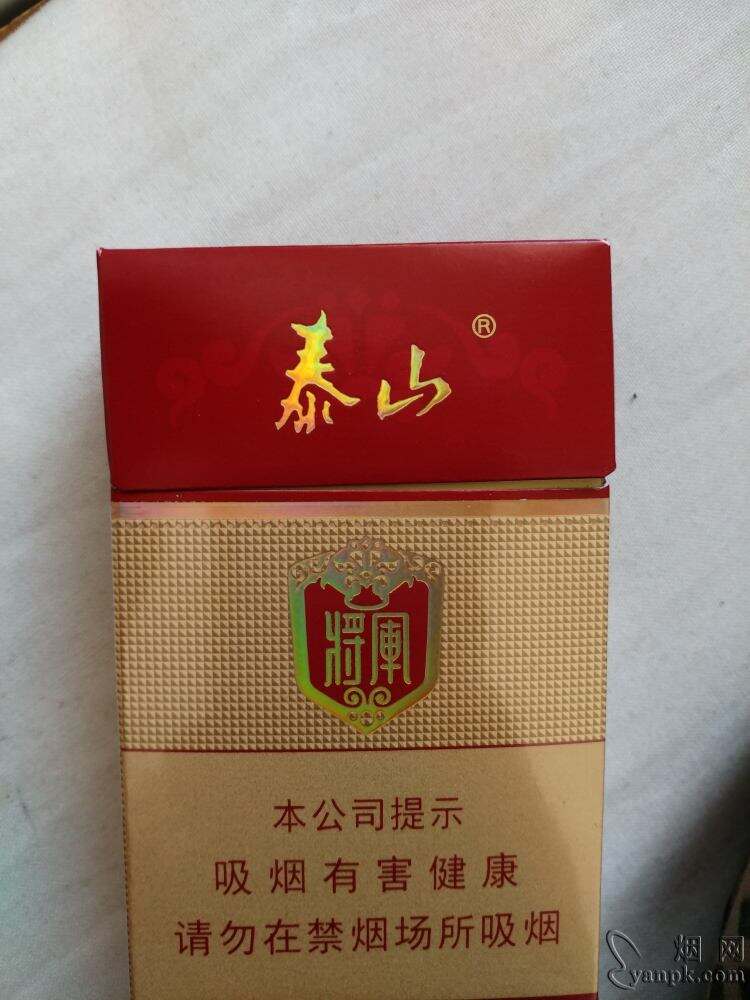 泰山®
将軍
本公司提示
吸烟有害健康
请勿在禁烟场所吸烟
烟网
yanpk.com